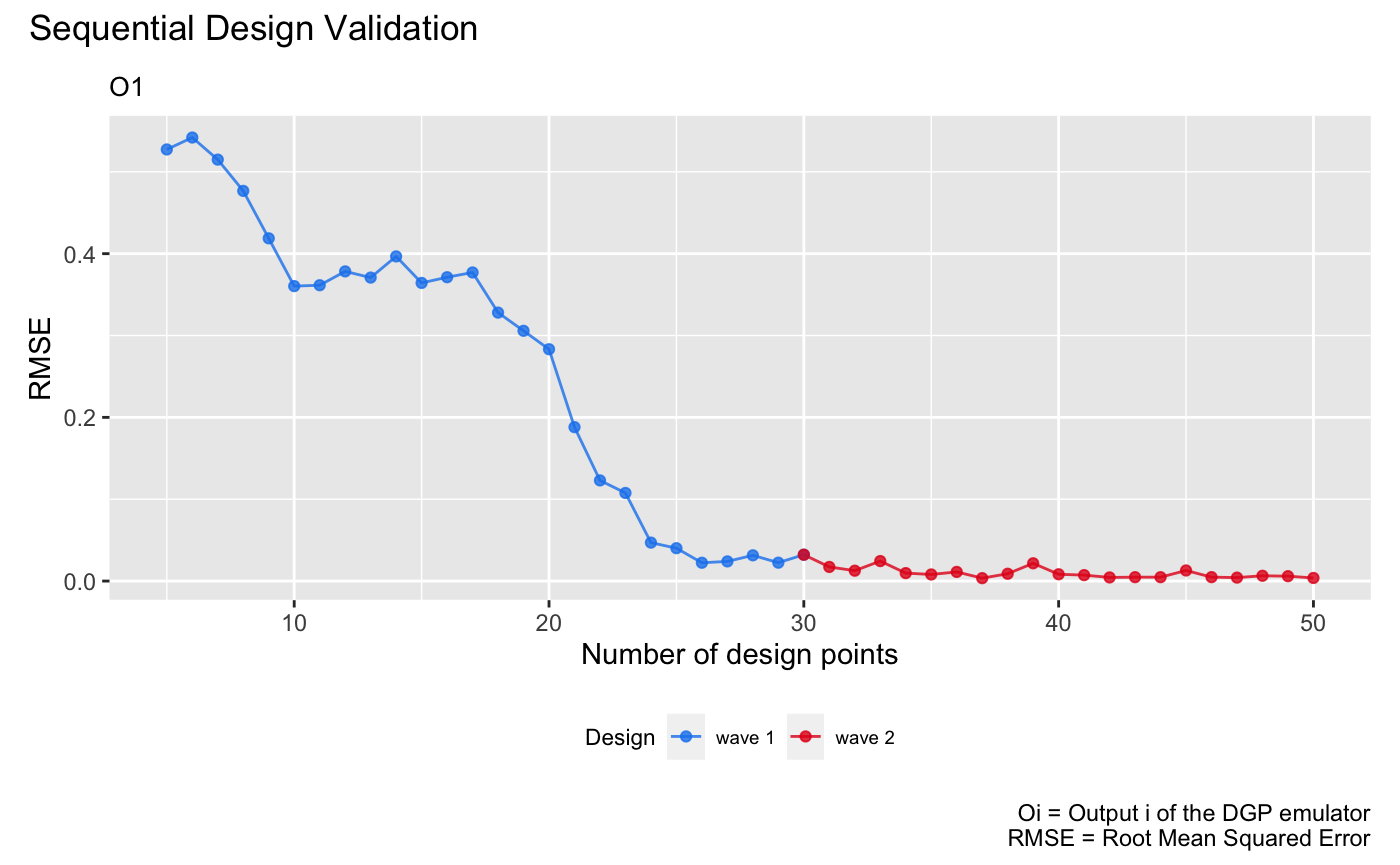 Sequential Design Validation
O1
RMSE
0.4
0.2
0.0
10 20 30 40 50
Number of design points
Design wave 1 wave 2
Oi = Output i of the DGP emulator
RMSE = Root Mean Squared Error